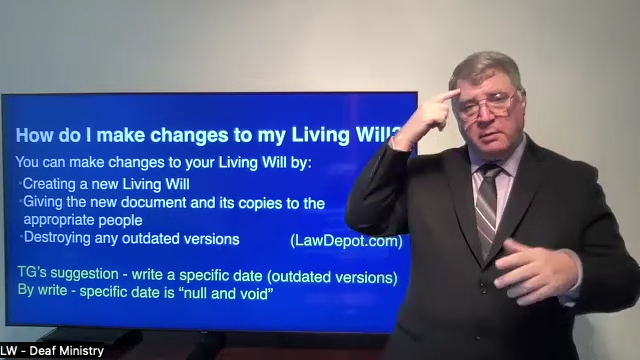 How do I make changes to my Living Will?
You can make changes to your Living Will by:
·Creating a new Living Will
·Giving the new document and its copies to the
appropriate people
·Destroying any outdated versions (LawDepot.com)
TG's suggestion - write a specific date (outdated versions)
By write - specific date is "null and void"
LW - Deaf Ministry